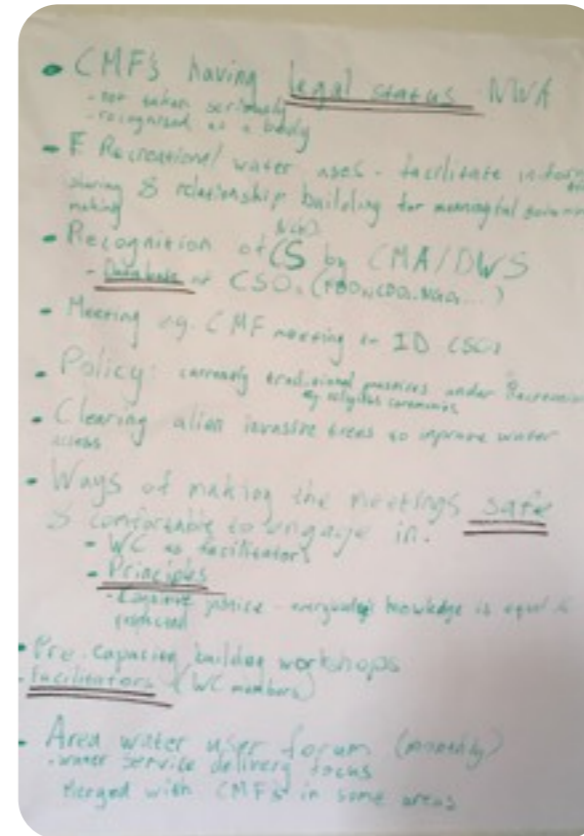 • CMFs having legal status NWA
- not taken seriously
- recognised as a body
- F. Recreational water uses - facilitate inform
sharing & relationship building for meaningful
making
- Recognition of CS by CMA/DWS
- Database of CSOs (FBOs, CBOs, NGOs...)
- Meeting eg. CMF meeting to ID CSOs
- Policy: currently traditional practices under Recreation
eg religious ceremonies
- Clearing alien invasive trees to improve water
access
- Ways of making the meetings safe
& comfortable to engage in.
- WC as facilitators
- Principles
- Cognitive justice - everybody's knowledge is equal &
respected
• Pre-capacity building workshops
- facilitators (WC members)
- Area water user forum (monthly)
- water service delivery focus
Merged with CMF's in some areas